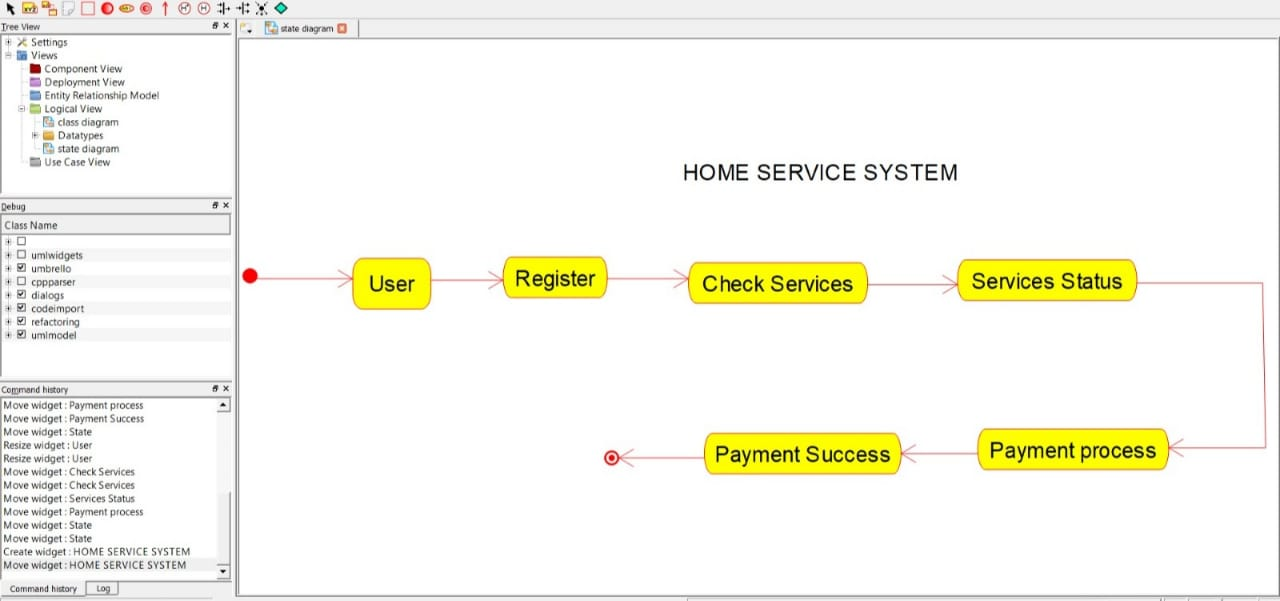 Tree View
state diagram
Settings
Views
Component View
Deployment View
Entity Relationship Model
Logical View
class diagram
Datatypes
state diagram
Use Case View
Debug
Class Name
umlwidgets
umbrello
cppparser
dialogs
codeimport
refactoring
umlmodel
Command history
Move widget : Payment process
Move widget : Payment Success
Move widget : State
Resize widget : User
Resize widget : User
Move widget : Check Services
Move widget : Check Services
Move widget : Services Status
Move widget : Payment process
Move widget : State
Move widget : State
Create widget : HOME SERVICE SYSTEM
Move widget : HOME SERVICE SYSTEM
Command history
Log
HOME SERVICE SYSTEM
User
Register
Check Services
Services Status
Payment Success
Payment process